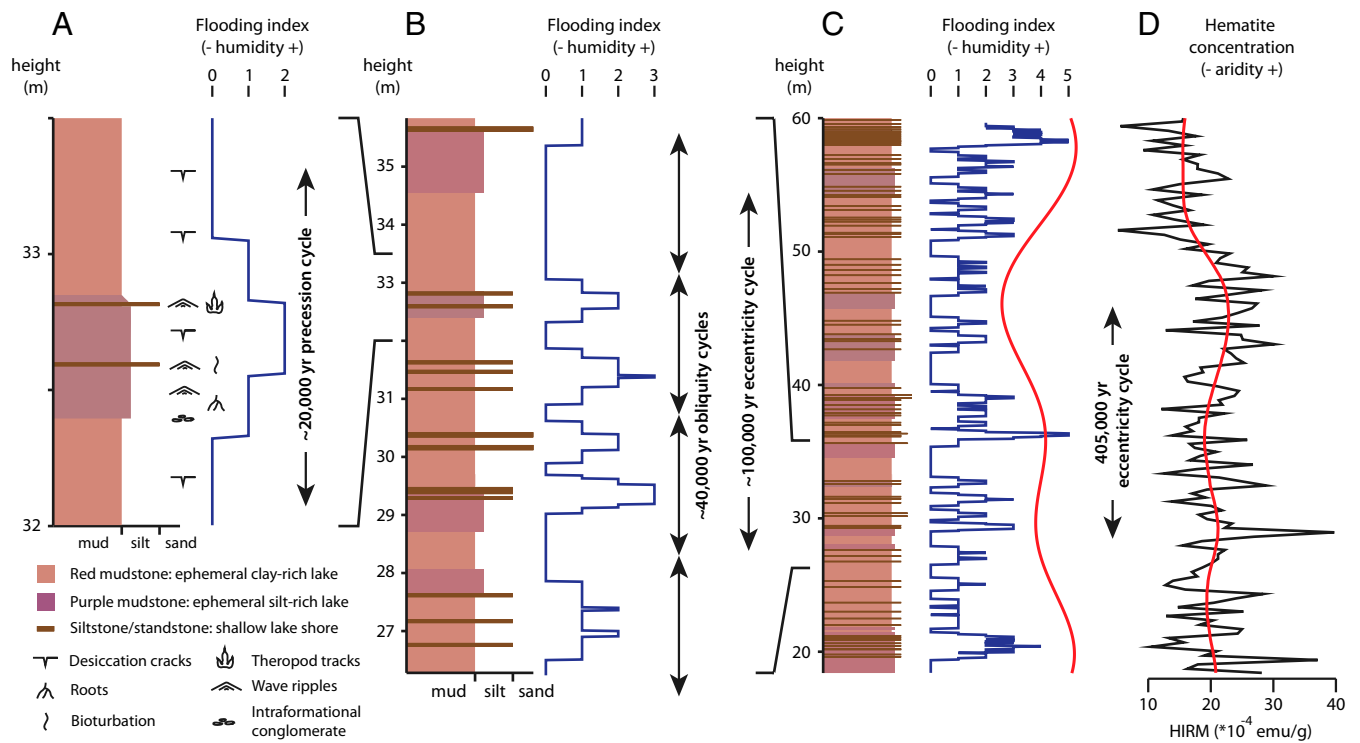 A
Flooding index
(- humidity +)
height
(m)
0 1 2
33
32
mud silt sand
~20,000 yr precession cycle
Red mudstone: ephemeral clay-rich lake
Purple mudstone: ephemeral silt-rich lake
Siltstone/standstone: shallow lake shore
Desiccation cracks
Theropod tracks
Roots
Wave ripples
Bioturbation
Intraformational
conglomerate
B
Flooding index
(- humidity +)
height
(m)
0 1 2 3
35
34
33
31
30
29
28
27
mud silt sand
~40,000 yr obliquity cycles
~100,000 yr eccentricity cycle
C
Flooding index
(- humidity +)
height
(m)
0 1 2 3 4 5
60
50
40
30
20
405,000 yr
eccentricity cycle
D
Hematite
concentration
(- aridity +)
10 20 30 40
HIRM (*10⁻⁴ emu/g)